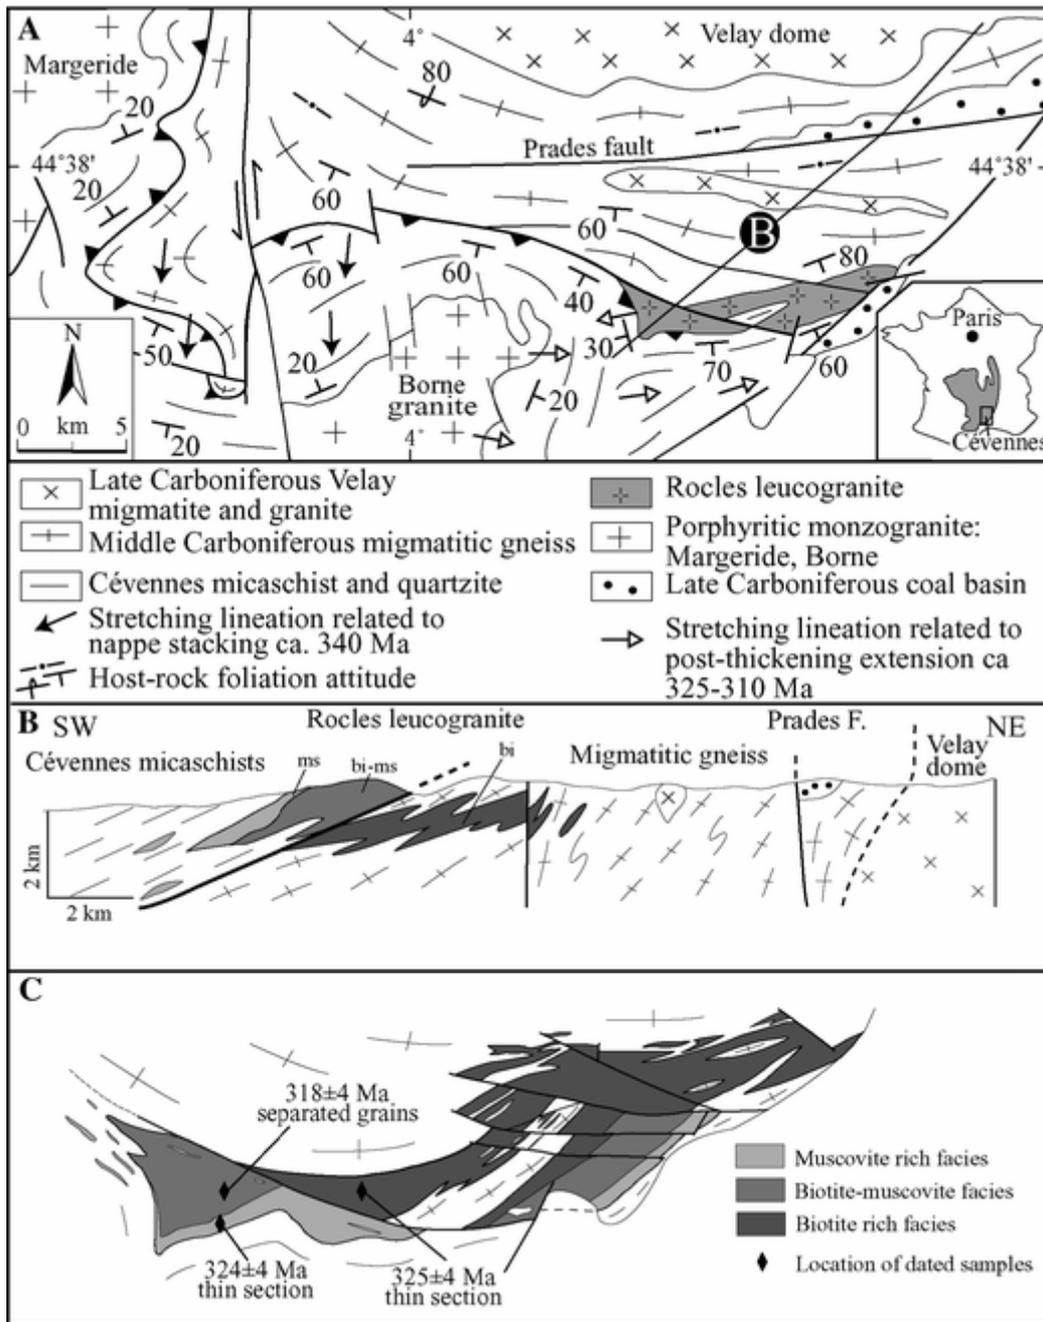 A
Margeride
4°
Velay dome
80
20
Prades fault
44°38'
44°38'
20
60
60
B
80
60
60
40
N
50
30
Paris
20
Borne
granite
70
60
20
0 km 5
20
4°
Cévennes
Late Carboniferous Velay
migmatite and granite
Middle Carboniferous migmatitic gneiss
Cévennes micaschist and quartzite
Stretching lineation related to
nappe stacking ca. 340 Ma
Host-rock foliation attitude
Rocles leucogranite
Porphyritic monzogranite:
Margeride, Borne
Late Carboniferous coal basin
Stretching lineation related to
post-thickening extension ca
325-310 Ma
B SW
Rocles leucogranite
Prades F.
NE
Cévennes micaschists
ms
bi-ms
bi
Migmatitic gneiss
Velay
dome
2 km
2 km
C
318±4 Ma
separated grains
324±4 Ma
thin section
325±4 Ma
thin section
Muscovite rich facies
Biotite-muscovite facies
Biotite rich facies
Location of dated samples